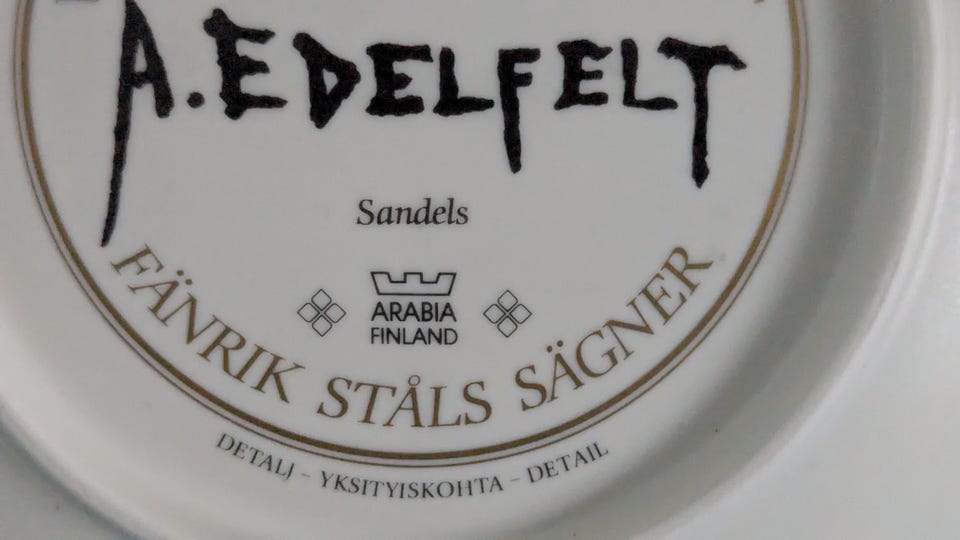 A. EDELFELT
Sandels
ARABIA
FINLAND
FÄNRIK STÅLS SÄGNER
DETALJ – YKSITYISKOHTA – DETAIL